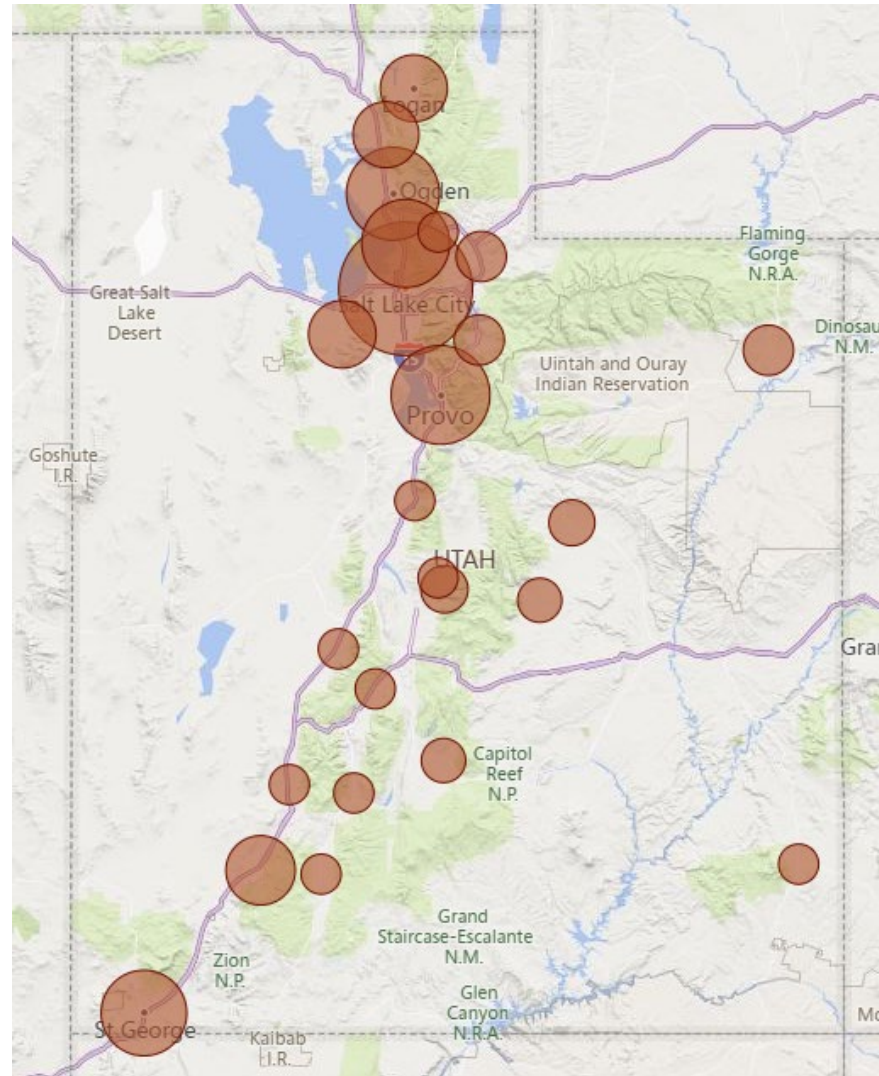 Logan
Ogden
Flaming
Gorge
N.R.A.
Great Salt
Lake
Desert
Salt Lake City
Dinosau
N.M.
Uintah and Ouray
Indian Reservation
Provo
Goshute
I.R.
UTAH
Gra
Capitol
Reef
N.P.
Grand
Staircase-Escalante
N.M.
Zion
N.P.
Glen
Canyon
N.R.A.
St George
Kaibab
I.R.
Mo